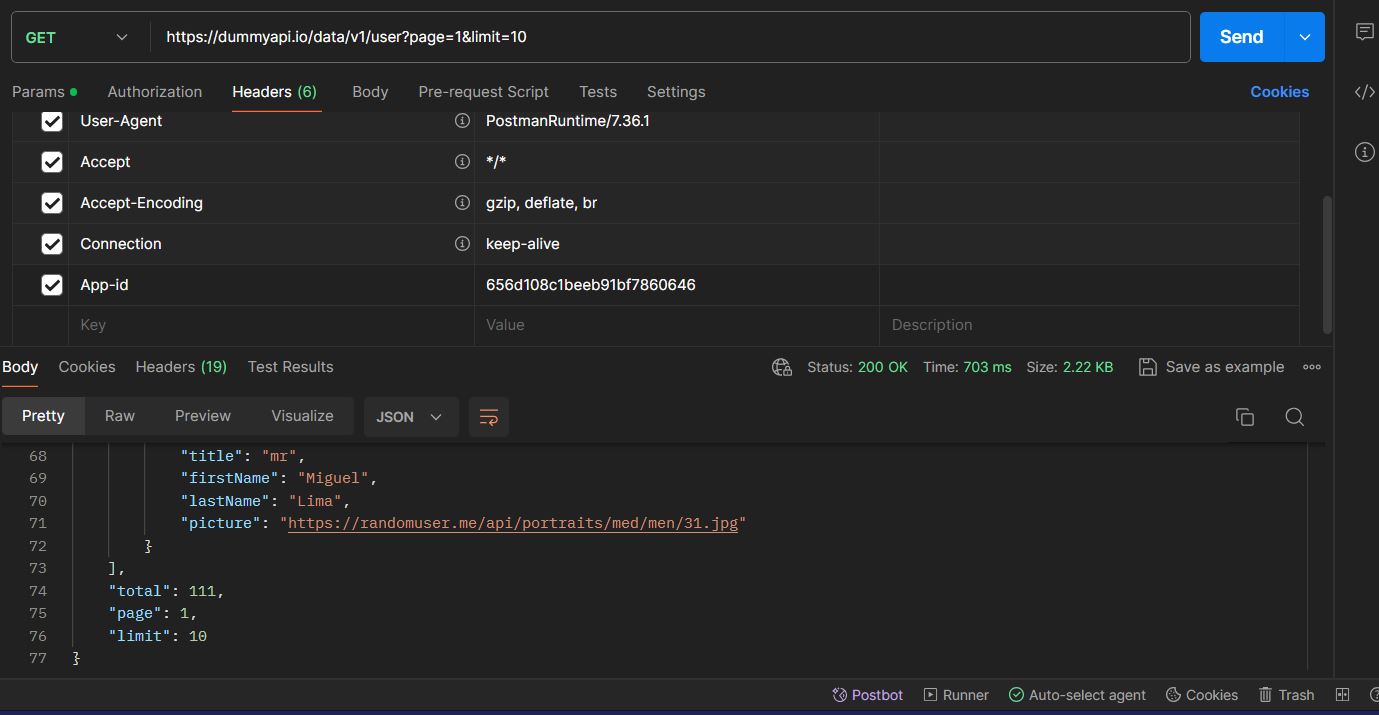 GET https://dummyapi.io/data/v1/user?page=1&limit=10 Send
Params Authorization Headers (6) Body Pre-request Script Tests Settings Cookies
User-Agent PostmanRuntime/7.36.1
Accept */*
Accept-Encoding gzip, deflate, br
Connection keep-alive
App-id 656d108c1beeb91bf7860646
Key Value Description
Body Cookies Headers (19) Test Results Status: 200 OK Time: 703 ms Size: 2.22 KB Save as example
Pretty Raw Preview Visualize JSON
68 "title": "mr",
69 "firstName": "Miguel",
70 "lastName": "Lima",
71 "picture": "https://randomuser.me/api/portraits/med/men/31.jpg"
72 }
73 ],
74 "total": 111,
75 "page": 1,
76 "limit": 10
77 }
Postbot Runner Auto-select agent Cookies Trash